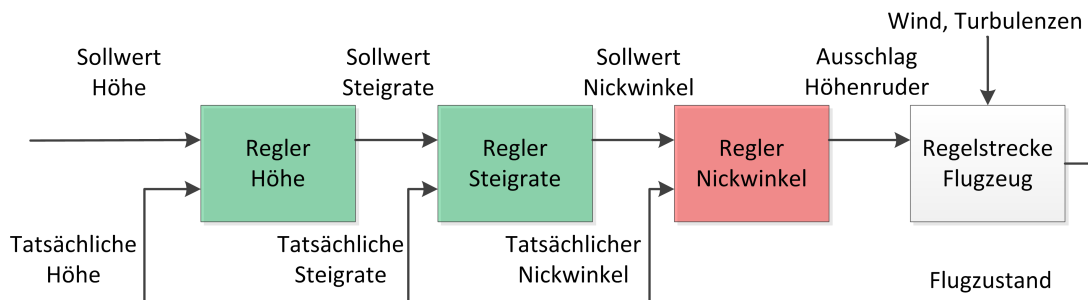 Wind, Turbulenzen
Sollwert
Höhe
Sollwert
Steigrate
Sollwert
Nickwinkel
Ausschlag
Höhenruder
Regler
Höhe
Regler
Steigrate
Regler
Nickwinkel
Regelstrecke
Flugzeug
Tatsächliche
Höhe
Tatsächliche
Steigrate
Tatsächlicher
Nickwinkel
Flugzustand